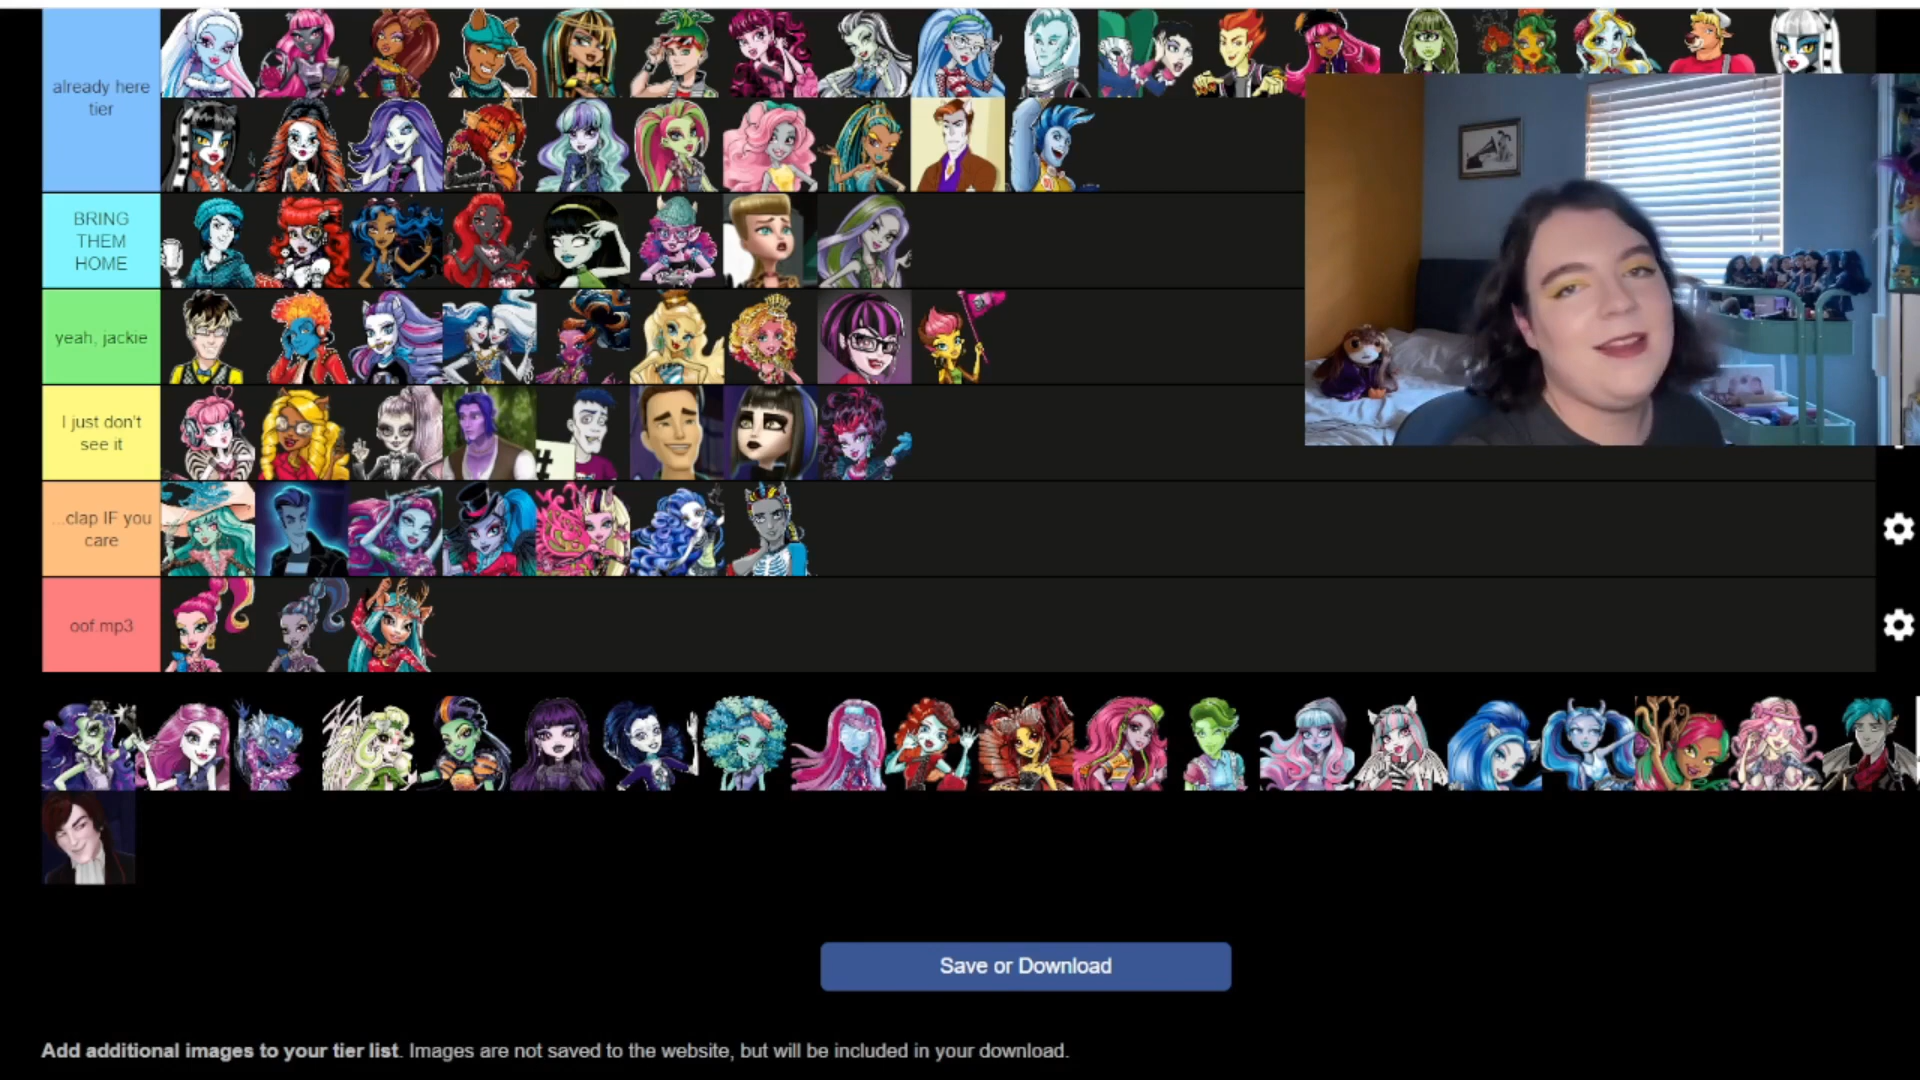 already here
tier
BRING
THEM
HOME
yeah, jackie
I just don't
see it
#
...clap IF you
care
oof.mp3
Save or Download
Add additional images to your tier list. Images are not saved to the website, but will be included in your download.